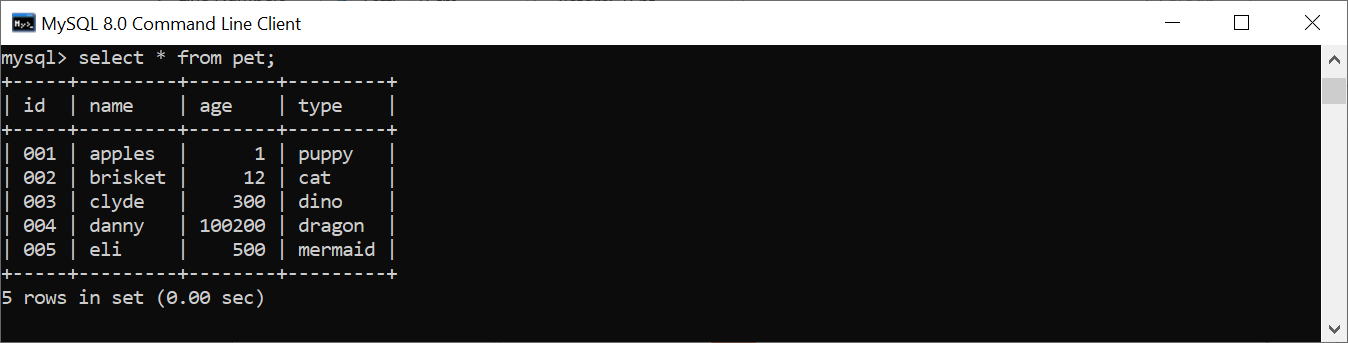 MySQL 8.0 Command Line Client
mysql> select * from pet;
+-----+---------+--------+---------+
| id  | name    | age    | type    |
+-----+---------+--------+---------+
| 001 | apples  |      1 | puppy   |
| 002 | brisket |     12 | cat     |
| 003 | clyde   |    300 | dino    |
| 004 | danny   | 100200 | dragon  |
| 005 | eli     |    500 | mermaid |
+-----+---------+--------+---------+
5 rows in set (0.00 sec)